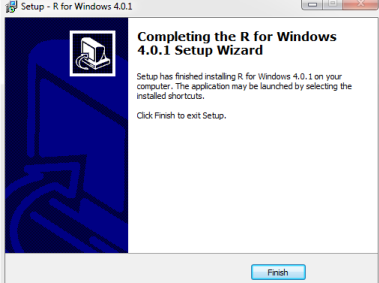 Setup - R for Windows 4.0.1
Completing the R for Windows
4.0.1 Setup Wizard
Setup has finished installing R for Windows 4.0.1 on your
computer. The application may be launched by selecting the
installed shortcuts.
Click Finish to exit Setup.
Finish